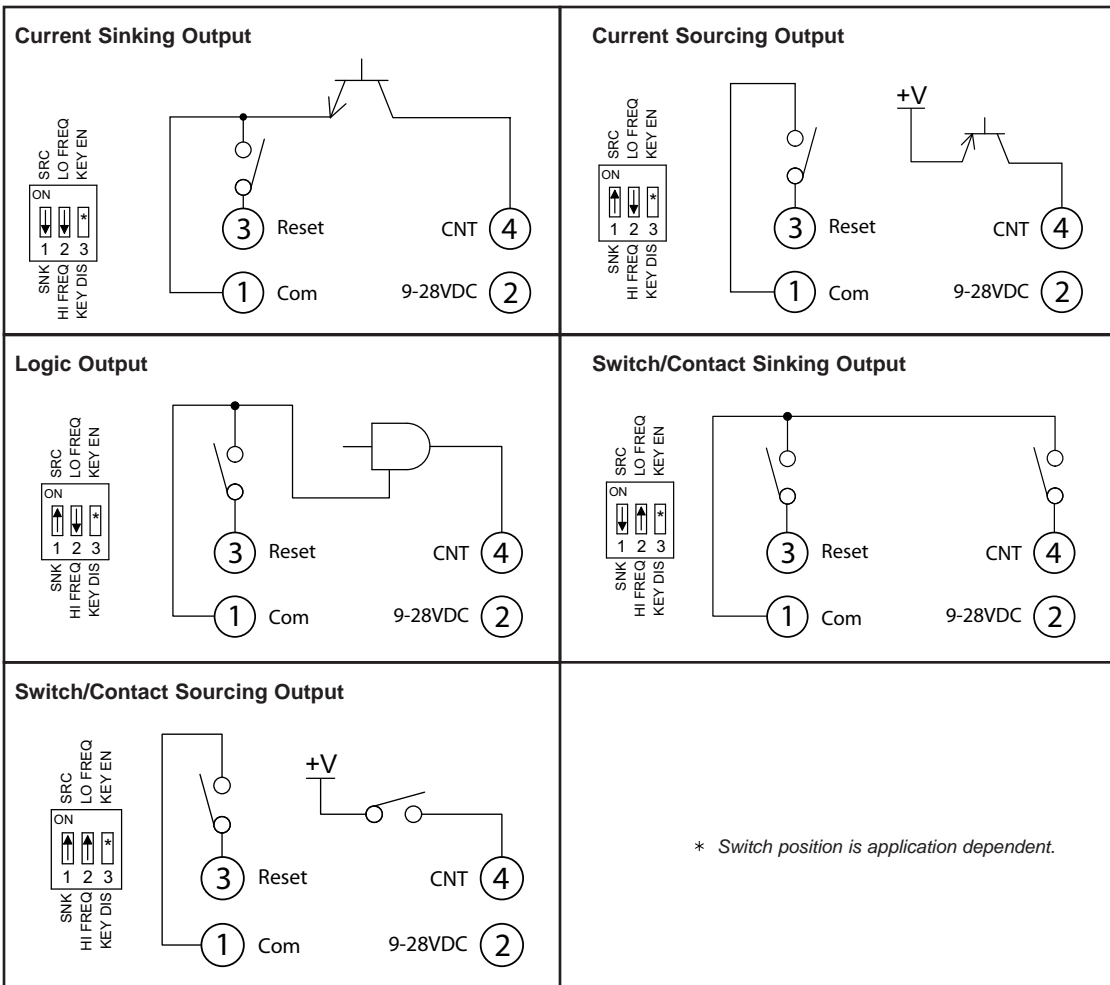 Current Sinking Output
SRC
LO FREQ
KEY EN
ON
*
1 2 3
SNK
HI FREQ
KEY DIS
3 Reset
CNT 4
1 Com
9-28VDC 2
Current Sourcing Output
+V
SRC
LO FREQ
KEY EN
ON
*
1 2 3
SNK
HI FREQ
KEY DIS
3 Reset
CNT 4
1 Com
9-28VDC 2
Logic Output
SRC
LO FREQ
KEY EN
ON
*
1 2 3
SNK
HI FREQ
KEY DIS
3 Reset
CNT 4
1 Com
9-28VDC 2
Switch/Contact Sinking Output
SRC
LO FREQ
KEY EN
ON
*
1 2 3
SNK
HI FREQ
KEY DIS
3 Reset
CNT 4
1 Com
9-28VDC 2
Switch/Contact Sourcing Output
+V
SRC
LO FREQ
KEY EN
ON
*
1 2 3
SNK
HI FREQ
KEY DIS
3 Reset
CNT 4
1 Com
9-28VDC 2
* Switch position is application dependent.